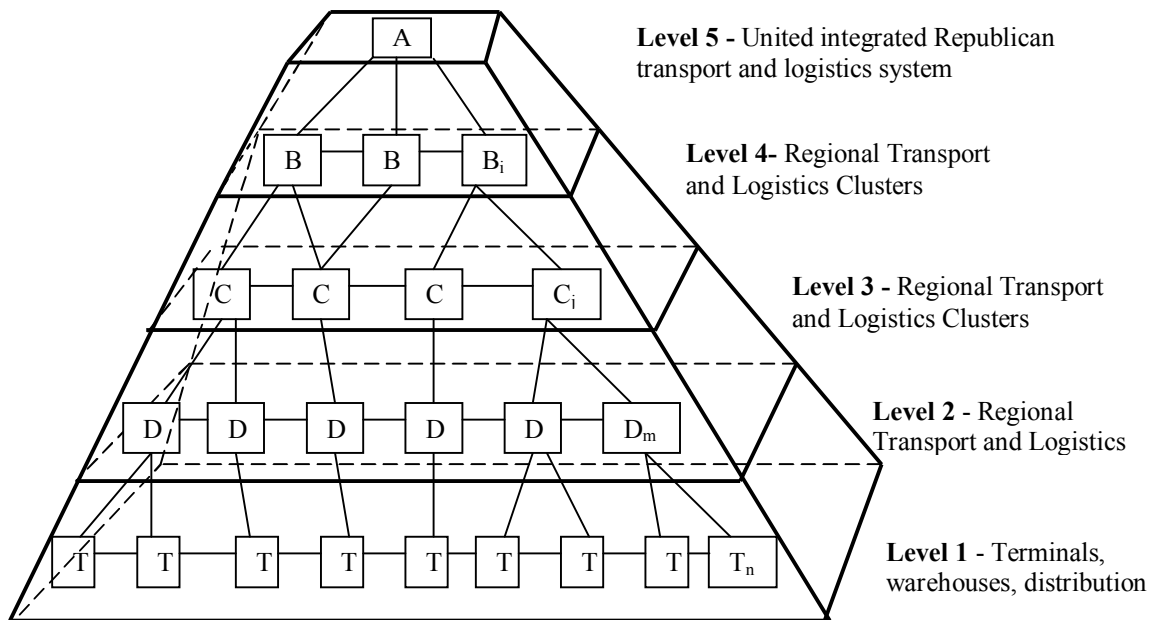 A
Level 5 - United integrated Republican
transport and logistics system
B B Bᵢ
Level 4- Regional Transport
and Logistics Clusters
C C C Cⱼ
Level 3 - Regional Transport
and Logistics Clusters
D D D D D Dₘ
Level 2 - Regional
Transport and Logistics
T T T T T T T T Tₙ
Level 1 - Terminals,
warehouses, distribution